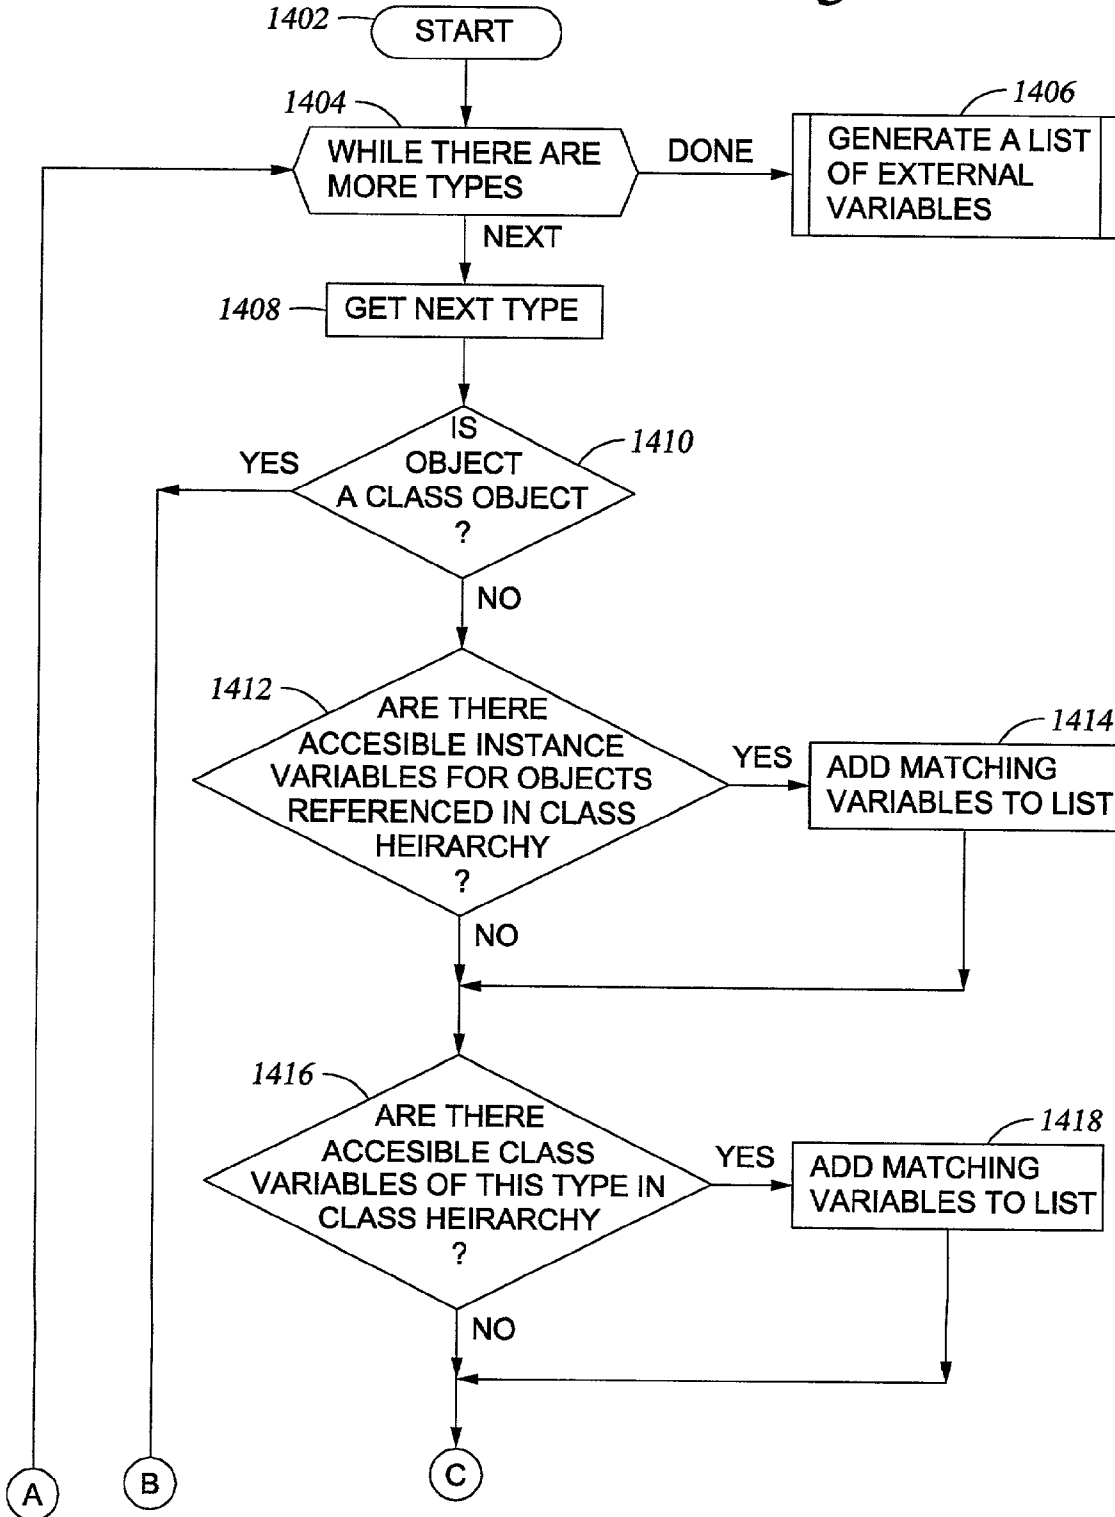 1402
START
1404
WHILE THERE ARE
MORE TYPES
DONE
1406
GENERATE A LIST
OF EXTERNAL
VARIABLES
NEXT
1408
GET NEXT TYPE
1410
IS
OBJECT
A CLASS OBJECT
?
YES
NO
1412
ARE THERE
ACCESIBLE INSTANCE
VARIABLES FOR OBJECTS
REFERENCED IN CLASS
HEIRARCHY
?
YES
1414
ADD MATCHING
VARIABLES TO LIST
NO
1416
ARE THERE
ACCESIBLE CLASS
VARIABLES OF THIS TYPE IN
CLASS HEIRARCHY
?
YES
1418
ADD MATCHING
VARIABLES TO LIST
NO
A
B
C